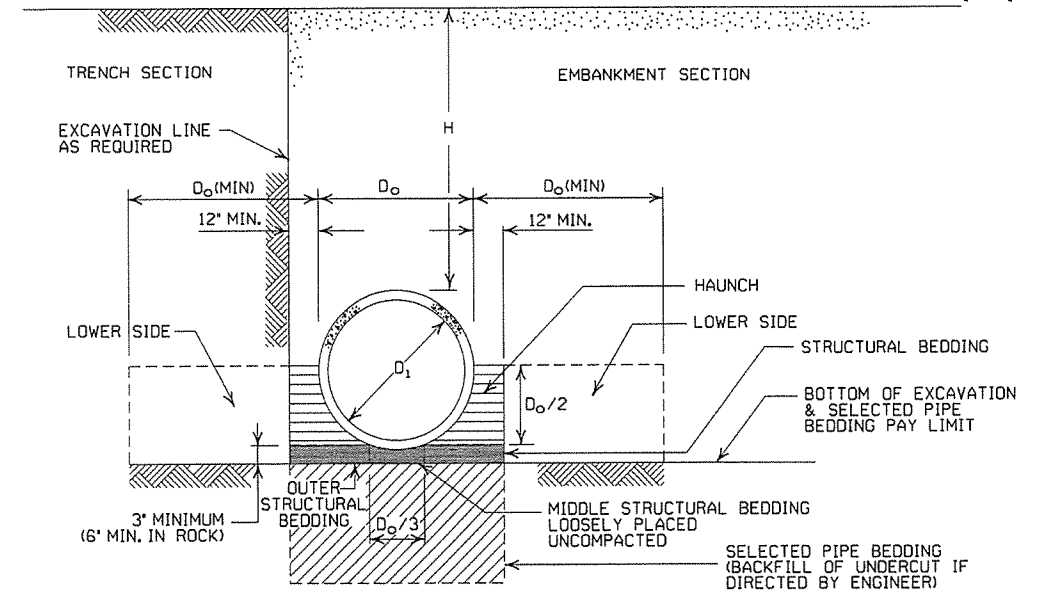 TRENCH SECTION
EMBANKMENT SECTION
H
EXCAVATION LINE
AS REQUIRED
Do(MIN)
Do
Do(MIN)
12" MIN.
12" MIN.
HAUNCH
LOWER SIDE
LOWER SIDE
STRUCTURAL BEDDING
D1
Do/2
BOTTOM OF EXCAVATION
& SELECTED PIPE
BEDDING PAY LIMIT
OUTER
STRUCTURAL
BEDDING
3" MINIMUM
(6" MIN. IN ROCK)
Do/3
MIDDLE STRUCTURAL BEDDING
LOOSELY PLACED
UNCOMPACTED
SELECTED PIPE BEDDING
(BACKFILL OF UNDERCUT IF
DIRECTED BY ENGINEER)